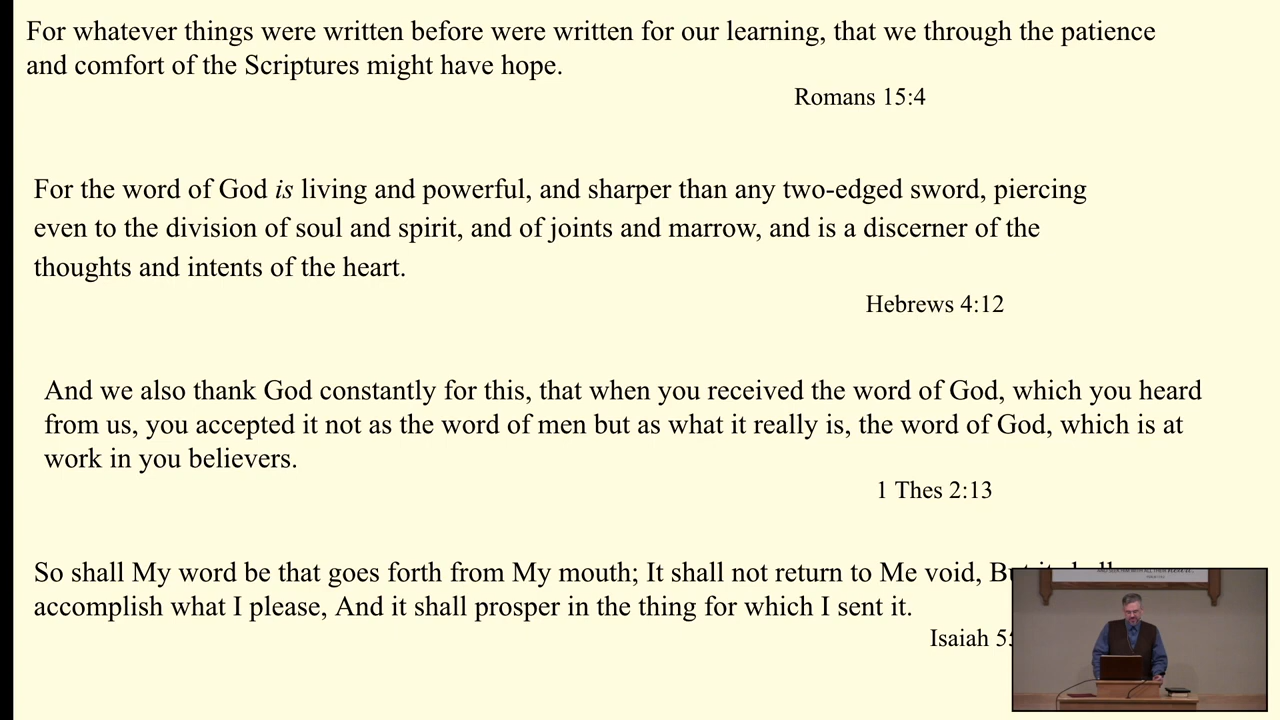 For whatever things were written before were written for our learning, that we through the patience
and comfort of the Scriptures might have hope.
Romans 15:4
For the word of God is living and powerful, and sharper than any two-edged sword, piercing
even to the division of soul and spirit, and of joints and marrow, and is a discerner of the
thoughts and intents of the heart.
Hebrews 4:12
And we also thank God constantly for this, that when you received the word of God, which you heard
from us, you accepted it not as the word of men but as what it really is, the word of God, which is at
work in you believers.
1 Thes 2:13
So shall My word be that goes forth from My mouth; It shall not return to Me void,
accomplish what I please, And it shall prosper in the thing for which I sent it.
Isaiah